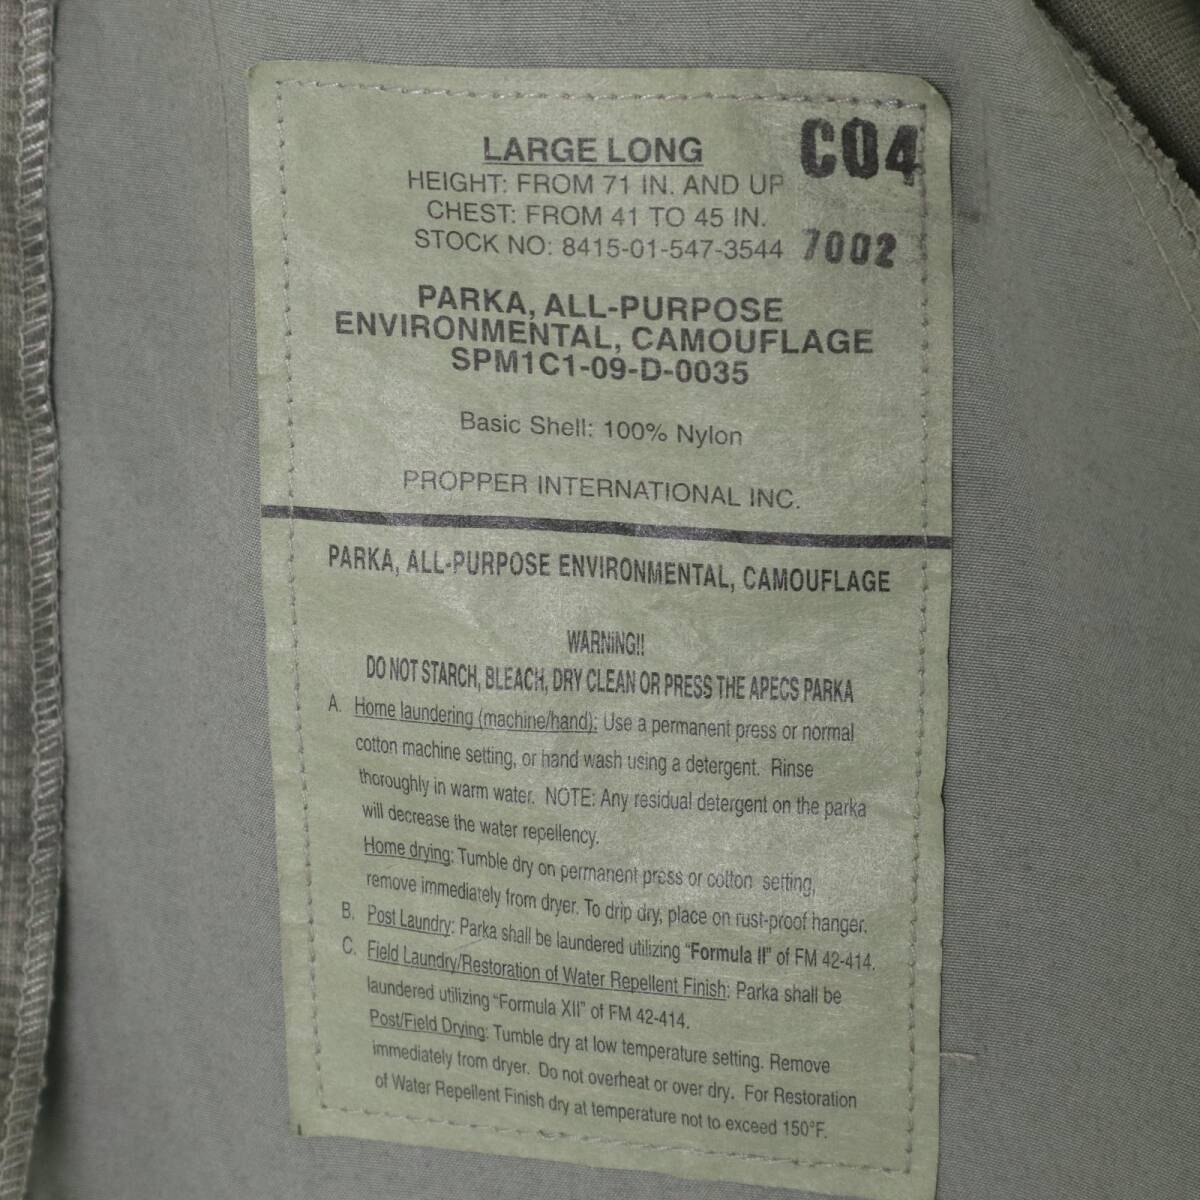 LARGE LONG
C04
HEIGHT: FROM 71 IN. AND UP
CHEST: FROM 41 TO 45 IN.
STOCK NO: 8415-01-547-3544
7002
PARKA, ALL-PURPOSE
ENVIRONMENTAL, CAMOUFLAGE
SPM1C1-09-D-0035
Basic Shell: 100% Nylon
PROPPER INTERNATIONAL INC.
PARKA, ALL-PURPOSE ENVIRONMENTAL, CAMOUFLAGE
WARNING!!
DO NOT STARCH, BLEACH, DRY CLEAN OR PRESS THE APECS PARKA
A. Home laundering (machine/hand): Use a permanent press or normal
cotton machine setting, or hand wash using a detergent. Rinse
thoroughly in warm water. NOTE: Any residual detergent on the parka
will decrease the water repellency.
Home drying: Tumble dry on permanent press or cotton setting,
remove immediately from dryer. To drip dry, place on rust-proof hanger.
B. Post Laundry: Parka shall be laundered utilizing "Formula II" of FM 42-414.
C. Field Laundry/Restoration of Water Repellent Finish: Parka shall be
laundered utilizing "Formula XII" of FM 42-414.
Post/Field Drying: Tumble dry at low temperature setting. Remove
immediately from dryer. Do not overheat or over dry. For Restoration
of Water Repellent Finish dry at temperature not to exceed 150°F.